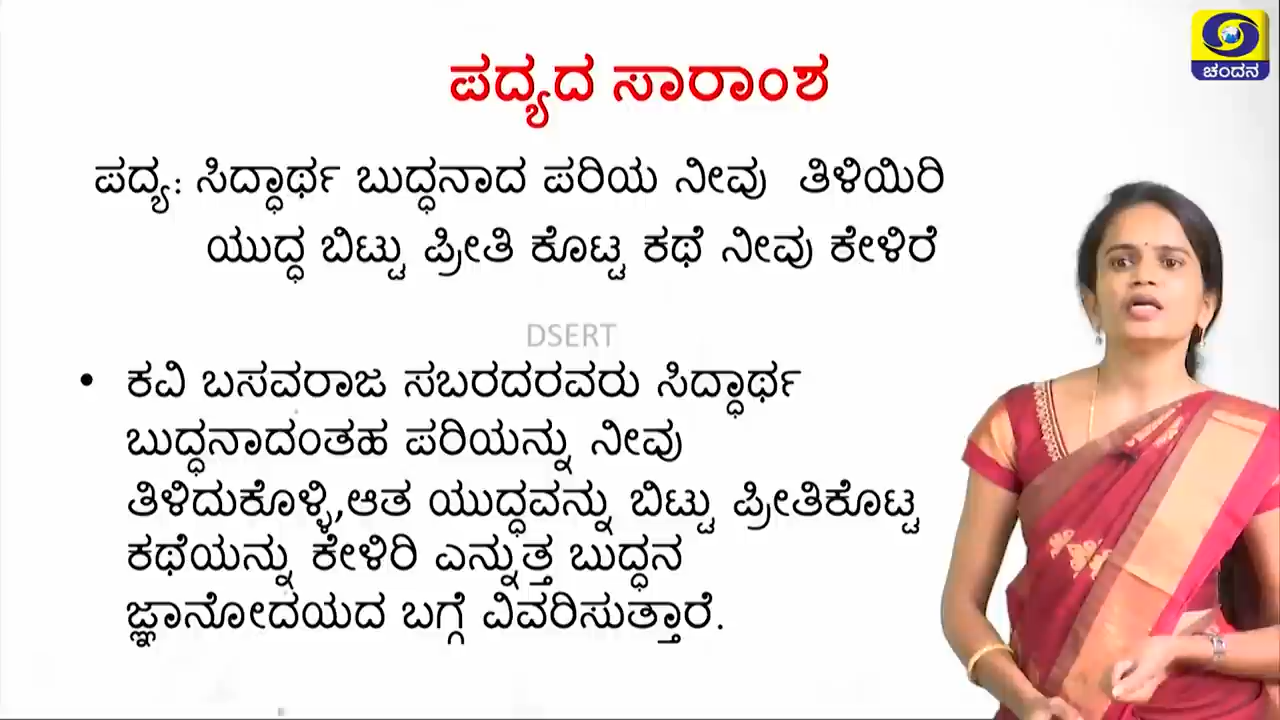 ಚಂದನ
ಪದ್ಯದ ಸಾರಾಂಶ
ಪದ್ಯ: ಸಿದ್ಧಾರ್ಥ ಬುದ್ಧನಾದ ಪರಿಯ ನೀವು ತಿಳಿಯಿರಿ
ಯುದ್ಧ ಬಿಟ್ಟು ಪ್ರೀತಿ ಕೊಟ್ಟ ಕಥೆ ನೀವು ಕೇಳಿರೆ
DSERT
• ಕವಿ ಬಸವರಾಜ ಸಬರದರವರು ಸಿದ್ಧಾರ್ಥ
ಬುದ್ಧನಾದಂತಹ ಪರಿಯನ್ನು ನೀವು
ತಿಳಿದುಕೊಳ್ಳಿ,ಆತ ಯುದ್ಧವನ್ನು ಬಿಟ್ಟು ಪ್ರೀತಿಕೊಟ್ಟ
ಕಥೆಯನ್ನು ಕೇಳಿರಿ ಎನ್ನುತ್ತ ಬುದ್ಧನ
ಜ್ಞಾನೋದಯದ ಬಗ್ಗೆ ವಿವರಿಸುತ್ತಾರೆ.